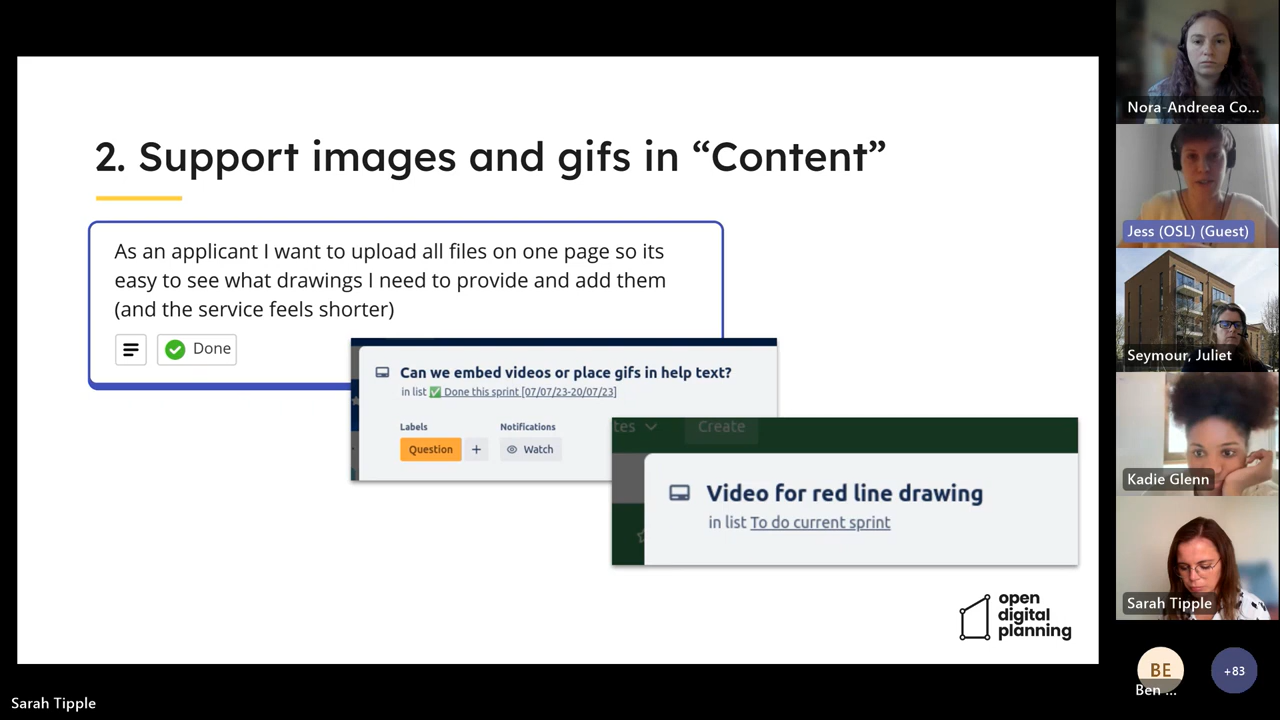 2. Support images and gifs in “Content”
As an applicant I want to upload all files on one page so its
easy to see what drawings I need to provide and add them
(and the service feels shorter)
Done
Can we embed videos or place gifs in help text?
in list ✅ Done this sprint [07/07/23-20/07/23]
Labels
Notifications
Question
+
Watch
Create
Video for red line drawing
in list To do current sprint
open
digital
planning
Nora-Andreea Co...
Jess (OSL) (Guest)
Seymour, Juliet
Kadie Glenn
Sarah Tipple
BE
Ben ...
+83
Sarah Tipple